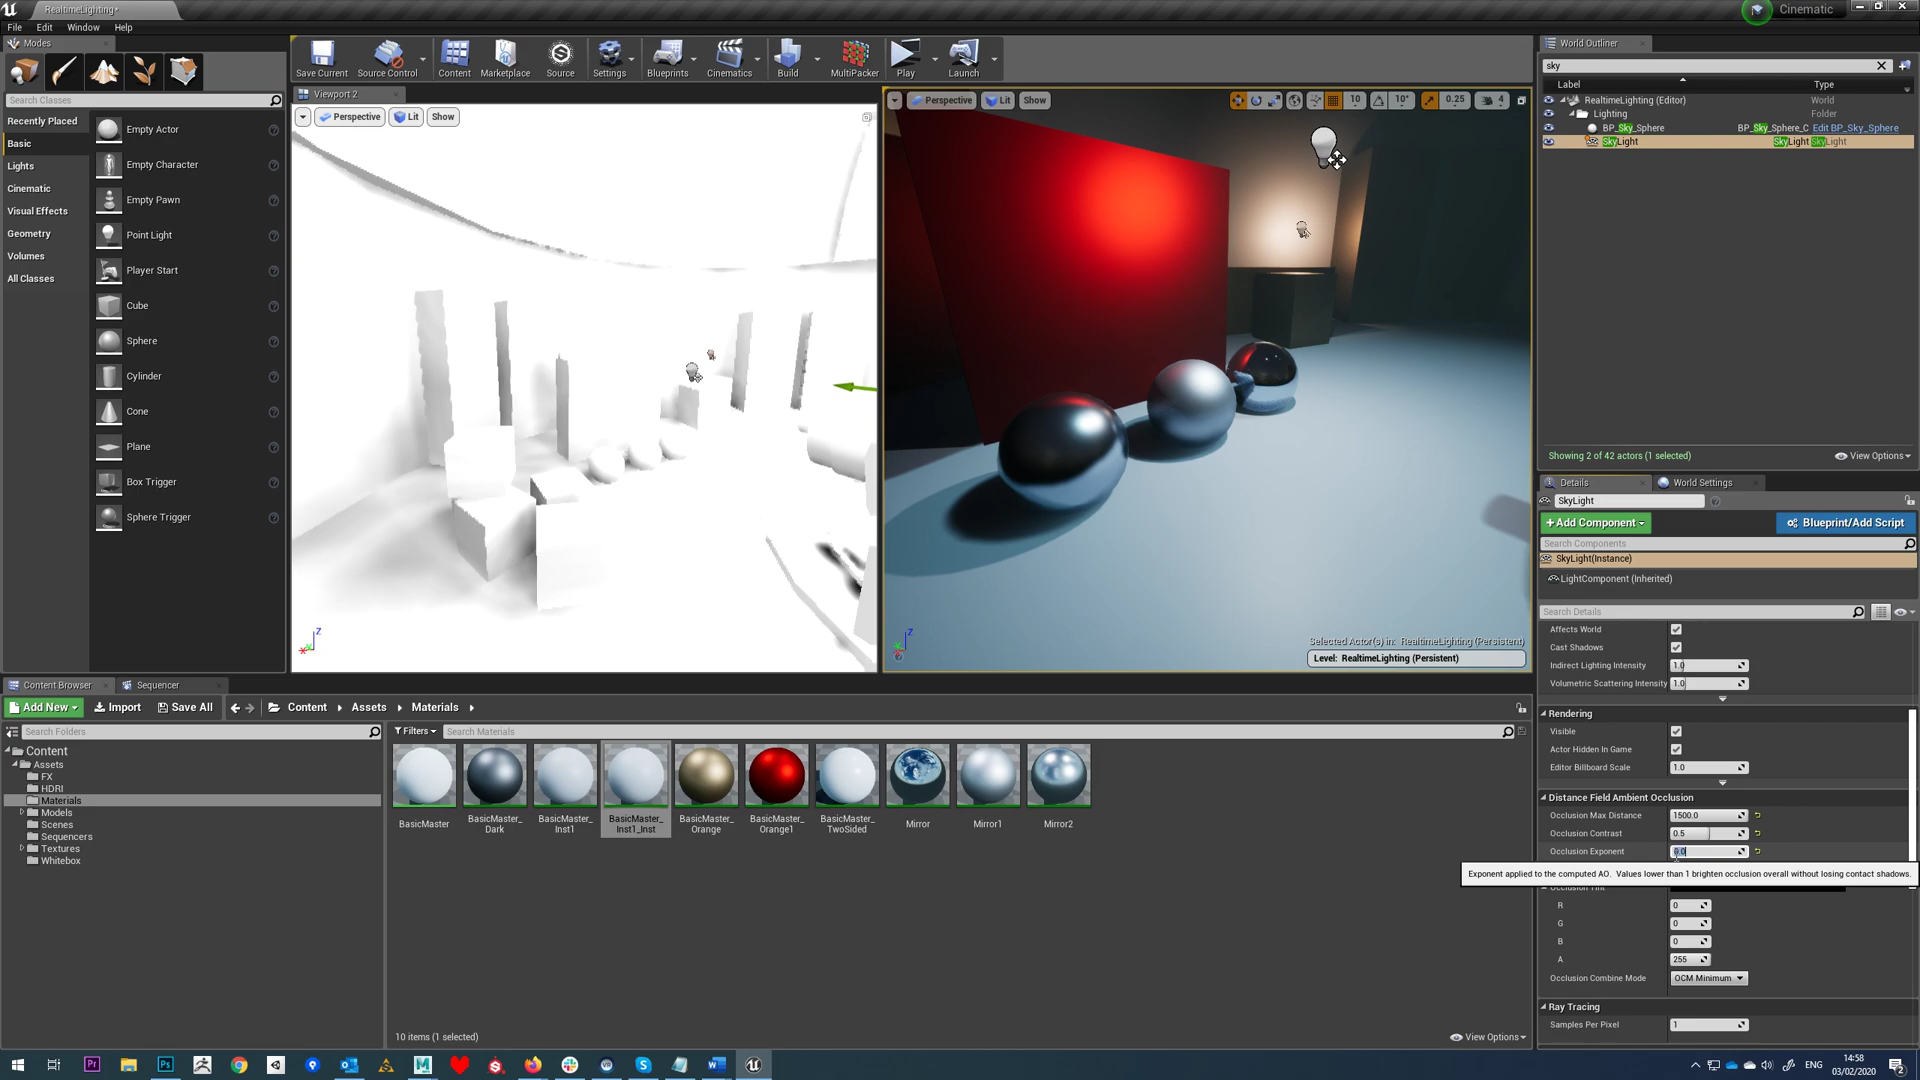 RealtimeLighting*
Cinematic
File Edit Window Help
Modes
Search Classes
Recently Placed
Basic
Lights
Cinematic
Visual Effects
Geometry
Volumes
All Classes
Empty Actor
Empty Character
Empty Pawn
Point Light
Player Start
Cube
Sphere
Cylinder
Cone
Plane
Box Trigger
Sphere Trigger
Save Current Source Control Content Marketplace Source Settings Blueprints Cinematics Build MultiPacker Play Launch
Viewport 2
Perspective Lit Show
Z
Perspective Lit Show 10 10° 0.25 4
Z
Selected Actor(s) in: RealtimeLighting (Persistent)
Level: RealtimeLighting (Persistent)
World Outliner
sky
Label Type
RealtimeLighting (Editor) World
Lighting Folder
BP_Sky_Sphere BP_Sky_Sphere_C Edit BP_Sky_Sphere
SkyLight SkyLight SkyLight
Showing 2 of 42 actors (1 selected) View Options
Details World Settings
SkyLight
+Add Component Blueprint/Add Script
Search Components
SkyLight(Instance)
LightComponent (Inherited)
Search Details
Affects World
Cast Shadows
Indirect Lighting Intensity 1.0
Volumetric Scattering Intensity 1.0
Rendering
Visible
Actor Hidden In Game
Editor Billboard Scale 1.0
Distance Field Ambient Occlusion
Occlusion Max Distance 1500.0
Occlusion Contrast 0.5
Occlusion Exponent
Exponent applied to the computed AO. Values lower than 1 brighten occlusion overall without losing contact shadows.
R 0
G 0
B 0
A 255
Occlusion Combine Mode OCM Minimum
Ray Tracing
Samples Per Pixel 1
Content Browser Sequencer
Add New Import Save All Content Assets Materials
Search Folders
Filters Search Materials
Content
Assets
FX
HDRI
Materials
Models
Scenes
Sequencers
Textures
Whitebox
BasicMaster
BasicMaster_Dark
BasicMaster_Inst1
BasicMaster_Inst1_Inst
BasicMaster_Orange
BasicMaster_Orange1
BasicMaster_TwoSided
Mirror
Mirror1
Mirror2
10 items (1 selected) View Options
Pr Ps M S VR S W
ENG
14:58
03/02/2020
2